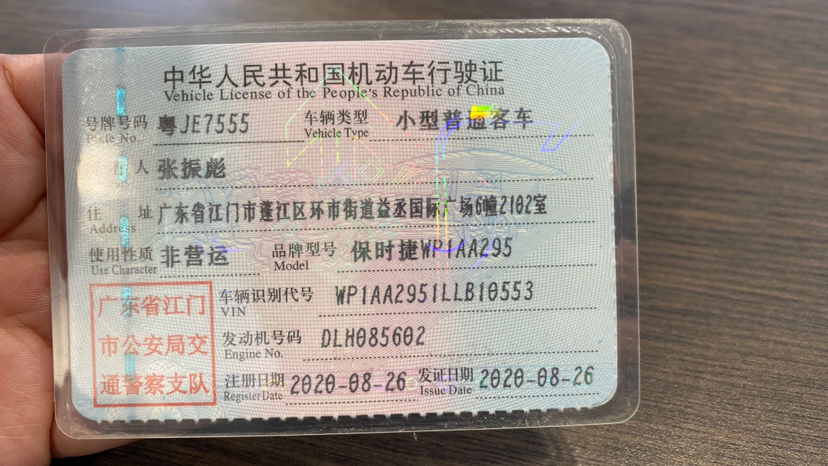 中华人民共和国机动车行驶证
Vehicle License of the People's Republic of China
号牌号码 粤JE7555 车辆类型 小型普通客车
Plate No. Vehicle Type
人 张振彪
住 址 广东省江门市蓬江区环市街道益丞国际广场6幢2102室
Address
使用性质 非营运 品牌型号 保时捷WP1AA295
Use Character Model
广东省江门
市公安局交
通警察支队
车辆识别代号 WP1AA2951LLB10553
VIN
发动机号码 DLH085602
Engine No.
注册日期 2020-08-26 发证日期 2020-08-26
Register Date Issue Date